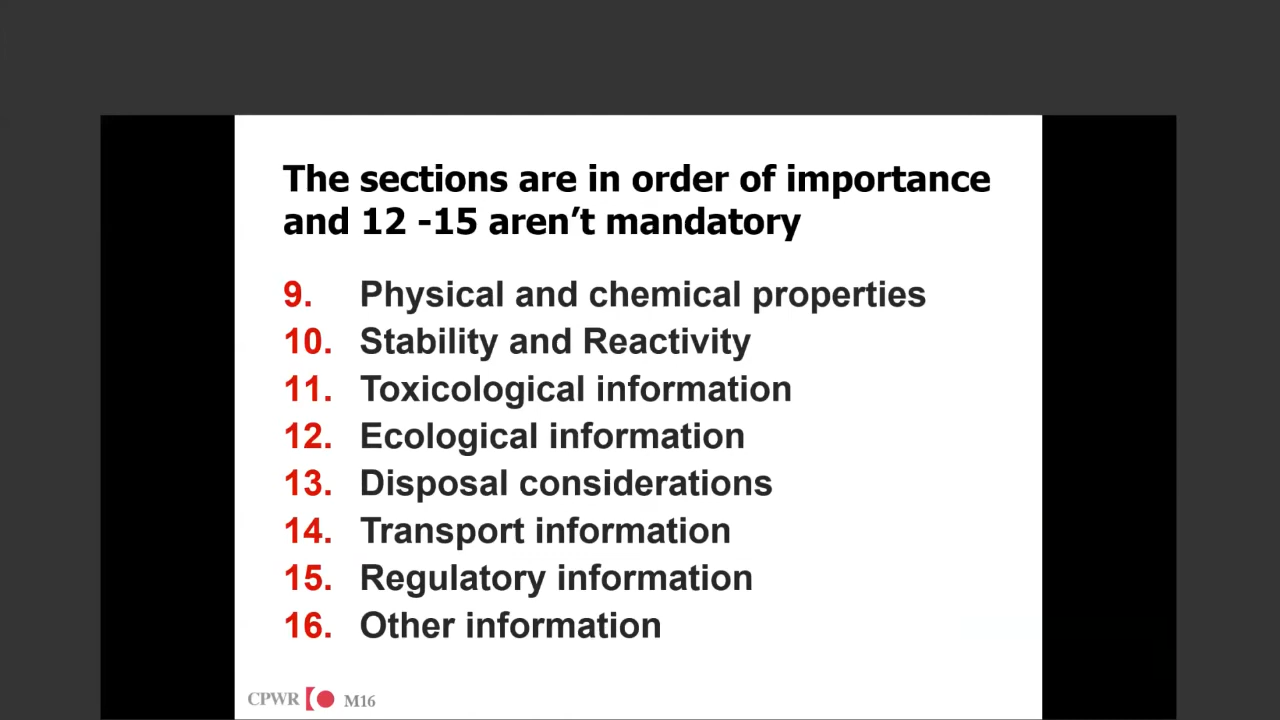 The sections are in order of importance
and 12 -15 aren’t mandatory
9. Physical and chemical properties
10. Stability and Reactivity
11. Toxicological information
12. Ecological information
13. Disposal considerations
14. Transport information
15. Regulatory information
16. Other information
CPWR M16